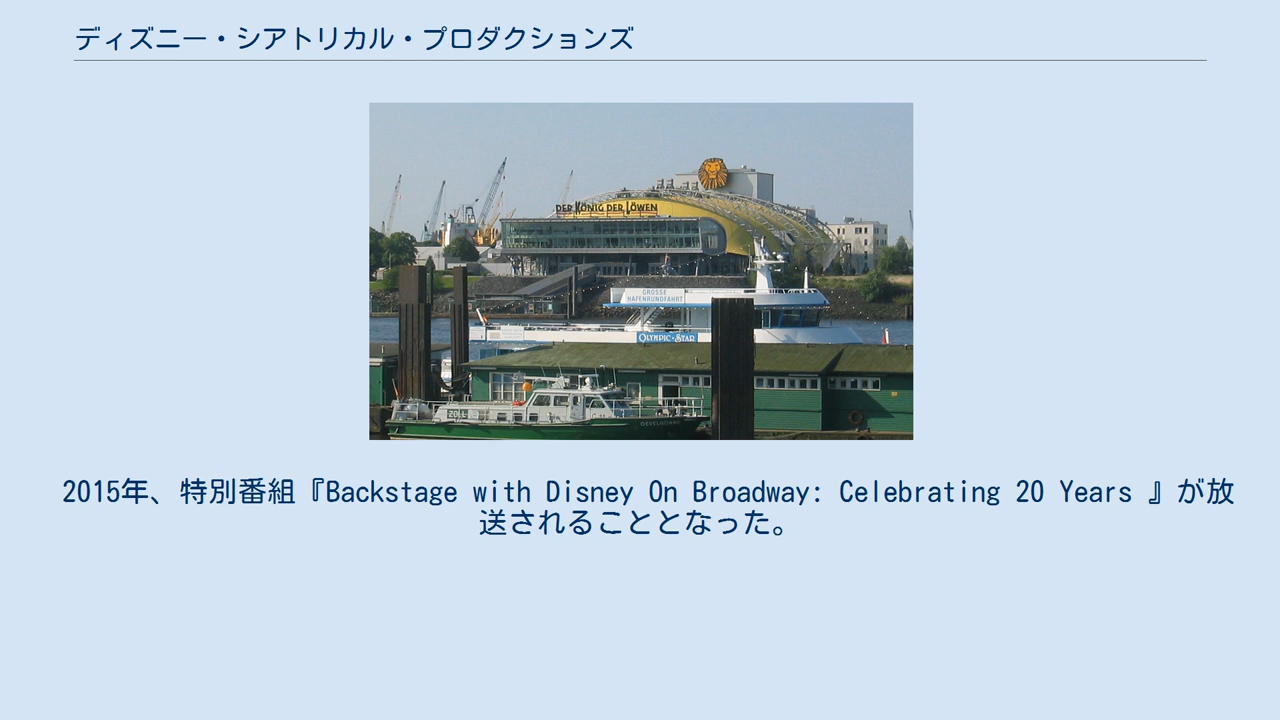 ディズニー・シアトリカル・プロダクションズ
DER KÖNIG DER LÖWEN
GROSSE
HAFENRUNDFAHRT
OLYMPIC-STAR
ZOLL
2015年、特別番組『Backstage with Disney On Broadway: Celebrating 20 Years 』が放
送されることとなった。